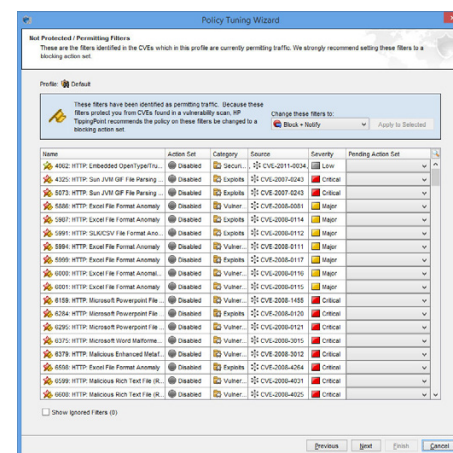 Policy Tuning Wizard
Not Protected / Permitting Filters
These are the filters identified in the CVEs which in this profile are currently permitting traffic. We strongly recommend setting these filters to a
blocking action set.
Profile: Default
These filters have been identified as permitting traffic. Because these
filters protect you from CVEs found in a vulnerability scan, HP
TippingPoint recommends the policy on these filters be changed to a
blocking action set.
Change these filters to:
Block + Notify
Apply to Selected
Name Action Set Category Source Severity Pending Action Set
4662: HTTP: Embedded OpenType/Tru... Disabled Securi... CVE-2011-0034, Low
4325: HTTP: Sun JVM GIF File Parsing ... Disabled Exploits CVE-2007-0243 Critical
5073: HTTP: Sun JVM GIF File Parsing ... Disabled Exploits CVE-2007-0243 Critical
5886: HTTP: Excel File Format Anomaly Disabled Vulner... CVE-2008-0081 Major
5987: HTTP: Excel File Format Anomaly Disabled Exploits CVE-2008-0114 Major
5991: HTTP: SLK/CSV File Format Ano... Disabled Exploits CVE-2008-0112 Major
5994: HTTP: Excel File Format Anomaly Disabled Vulner... CVE-2008-0111 Major
5999: HTTP: Excel File Format Anomaly Disabled Exploits CVE-2008-0117 Major
6000: HTTP: Excel File Format Anomal... Disabled Vulner... CVE-2008-0116 Major
6001: HTTP: Excel File Format Anomaly Disabled Vulner... CVE-2008-0115 Major
6159: HTTP: Microsoft Powerpoint File ... Disabled Vulner... CVE-2008-1455 Critical
6284: HTTP: Microsoft Powerpoint File ... Disabled Exploits CVE-2008-0120 Critical
6295: HTTP: Microsoft Powerpoint File ... Disabled Vulner... CVE-2008-0121 Critical
6375: HTTP: Microsoft Word Malforme... Disabled Vulner... CVE-2008-3015 Critical
6379: HTTP: Malicious Enhanced Metaf... Disabled Vulner... CVE-2008-3012 Critical
6598: HTTP: Excel File Format Anomaly Disabled Exploits CVE-2008-4264 Critical
6599: HTTP: Malicious Rich Text File (R... Disabled Vulner... CVE-2008-4031 Critical
6608: HTTP: Malicious Rich Text File (R... Disabled Vulner... CVE-2008-4025 Critical
Show Ignored Filters (0)
Previous Next Finish Cancel